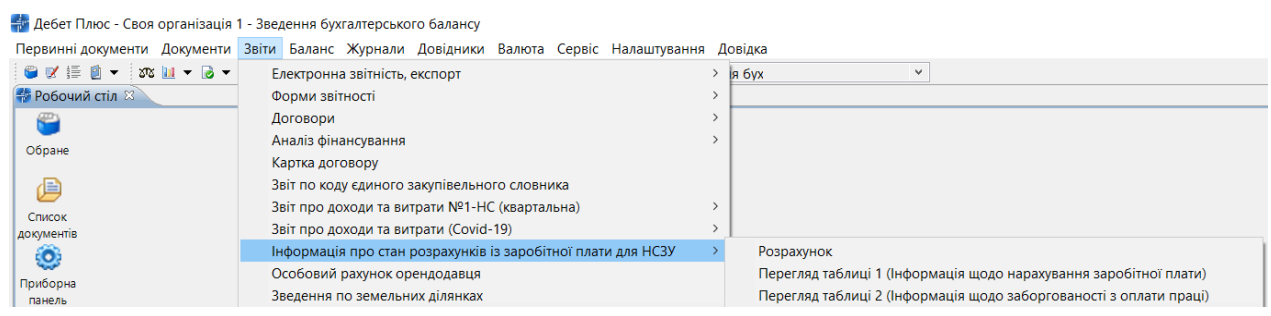 Дебет Плюс - Своя організація 1 - Зведення бухгалтерського балансу
Первинні документи Документи Звіти Баланс Журнали Довідники Валюта Сервіс Налаштування Довідка
Електронна звітність, експорт
я бух
Робочий стіл
Форми звітності
Договори
Обране
Аналіз фінансування
Картка договору
Звіт по коду єдиного закупівельного словника
Список
документів
Звіт про доходи та витрати №1-НС (квартальна)
Звіт про доходи та витрати (Covid-19)
Інформація про стан розрахунків із заробітної плати для НСЗУ
Розрахунок
Особовий рахунок орендодавця
Перегляд таблиці 1 (Інформація щодо нарахування заробітної плати)
Приборна
панель
Зведення по земельних ділянках
Перегляд таблиці 2 (Інформація щодо заборгованості з оплати праці)